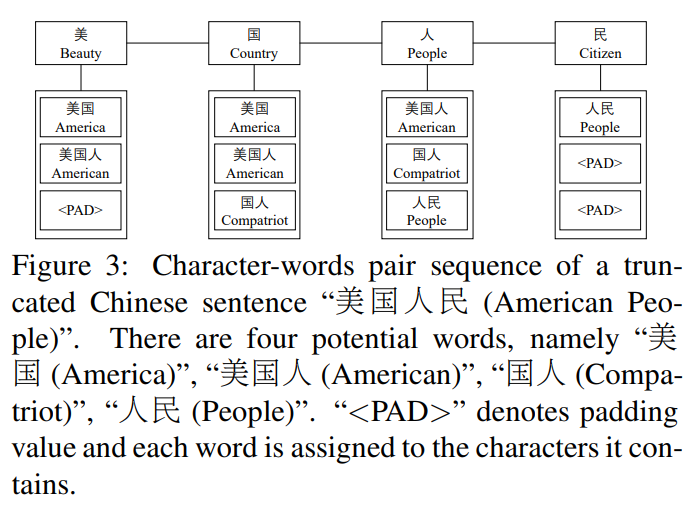 美 国 人 民
Beauty Country People Citizen
美国 美国 美国人 人民
America America American People
美国人 美国人 国人 <PAD>
American American Compatriot
<PAD> 国人 人民 <PAD>
Compatriot People
Figure 3: Character-words pair sequence of a trun-
cated Chinese sentence “美国人民 (American Peo-
ple)”. There are four potential words, namely “美
国 (America)”, “美国人 (American)”, “国人 (Compa-
triot)”, “人民 (People)”. “<PAD>” denotes padding
value and each word is assigned to the characters it con-
tains.